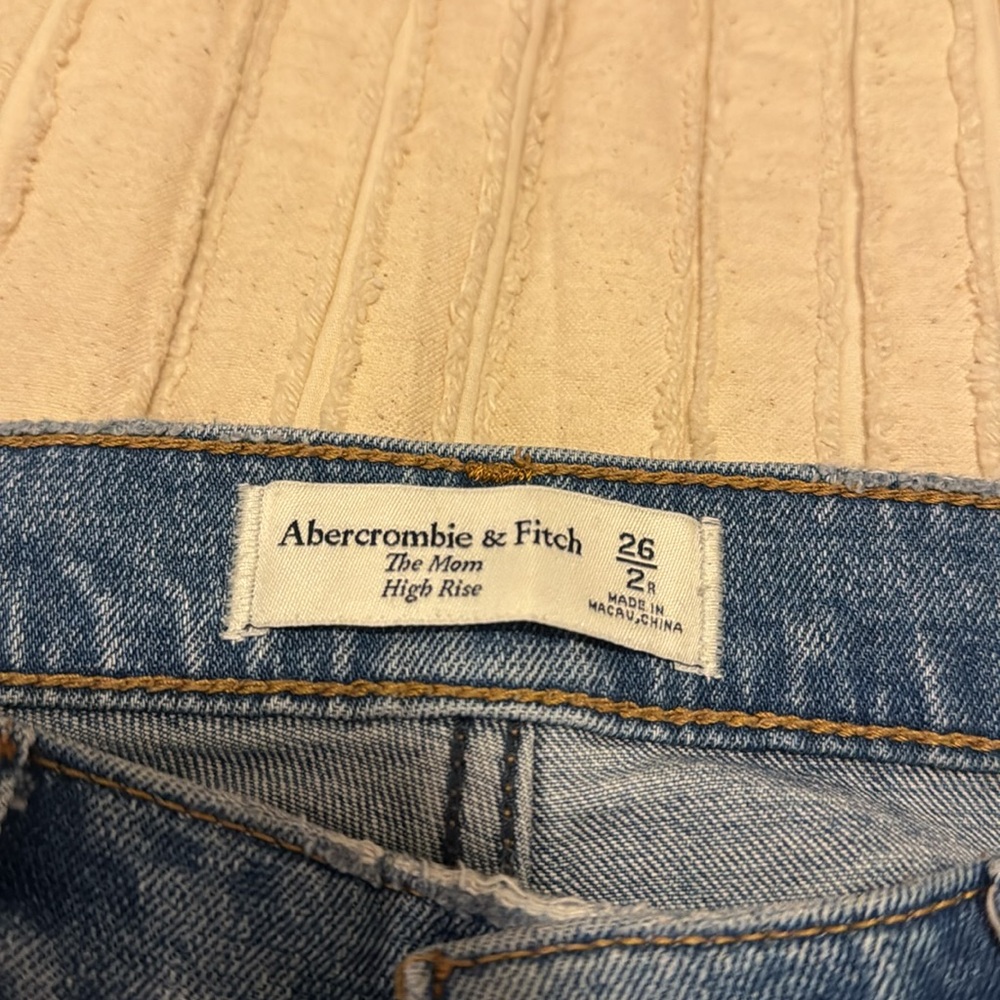 Abercrombie & Fitch
The Mom
High Rise
26
2R
MADE IN
MACAU,CHINA